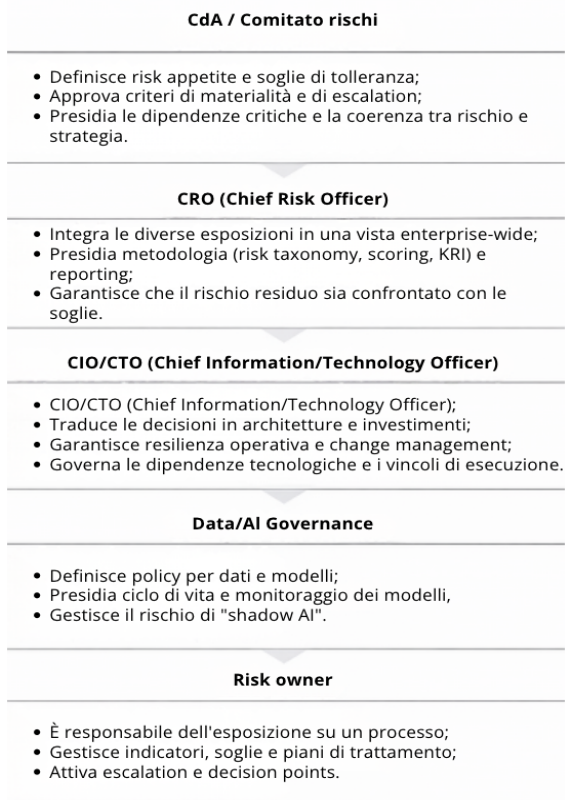 CdA / Comitato rischi
• Definisce risk appetite e soglie di tolleranza;
• Approva criteri di materialità e di escalation;
• Presidia le dipendenze critiche e la coerenza tra rischio e
strategia.
CRO (Chief Risk Officer)
• Integra le diverse esposizioni in una vista enterprise-wide;
• Presidia metodologia (risk taxonomy, scoring, KRI) e
reporting;
• Garantisce che il rischio residuo sia confrontato con le
soglie.
CIO/CTO (Chief Information/Technology Officer)
• CIO/CTO (Chief Information/Technology Officer);
• Traduce le decisioni in architetture e investimenti;
• Garantisce resilienza operativa e change management;
• Governa le dipendenze tecnologiche e i vincoli di esecuzione.
Data/Al Governance
• Definisce policy per dati e modelli;
• Presidia ciclo di vita e monitoraggio dei modelli,
• Gestisce il rischio di "shadow AI".
Risk owner
• È responsabile dell'esposizione su un processo;
• Gestisce indicatori, soglie e piani di trattamento;
• Attiva escalation e decision points.